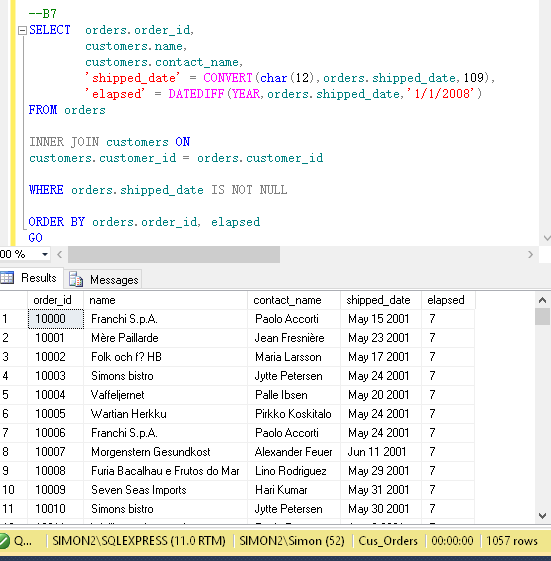 --B7
SELECT orders.order_id,
customers.name,
customers.contact_name,
'shipped_date' = CONVERT(char(12),orders.shipped_date,109),
'elapsed' = DATEDIFF(YEAR,orders.shipped_date,'1/1/2008')
FROM orders
INNER JOIN customers ON
customers.customer_id = orders.customer_id
WHERE orders.shipped_date IS NOT NULL
ORDER BY orders.order_id, elapsed
GO
00 %
Results Messages
order_id name contact_name shipped_date elapsed
1 10000 Franchi S.p.A. Paolo Accorti May 15 2001 7
2 10001 Mère Paillarde Jean Fresnière May 23 2001 7
3 10002 Folk och f? HB Maria Larsson May 17 2001 7
4 10003 Simons bistro Jytte Petersen May 24 2001 7
5 10004 Vaffeljernet Palle Ibsen May 20 2001 7
6 10005 Wartian Herkku Pirkko Koskitalo May 24 2001 7
7 10006 Franchi S.p.A. Paolo Accorti May 24 2001 7
8 10007 Morgenstern Gesundkost Alexander Feuer Jun 11 2001 7
9 10008 Furia Bacalhau e Frutos do Mar Lino Rodriguez May 29 2001 7
10 10009 Seven Seas Imports Hari Kumar May 31 2001 7
11 10010 Simons bistro Jytte Petersen May 30 2001 7
Q... SIMON2\SQLEXPRESS (11.0 RTM) SIMON2\Simon (52) Cus_Orders 00:00:00 1057 rows